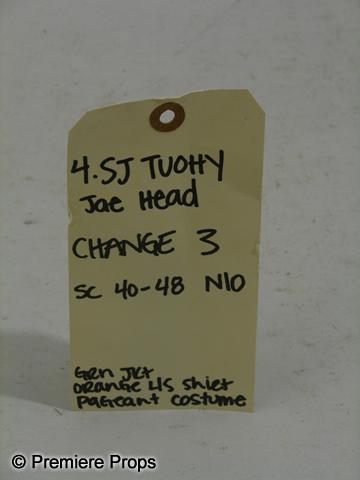 4. SJ TUOHY
Jae Head
CHANGE 3
SC 40-48 N10
GRN JKT
ORANGE L/S shirt
Pageant costume
© Premiere Props